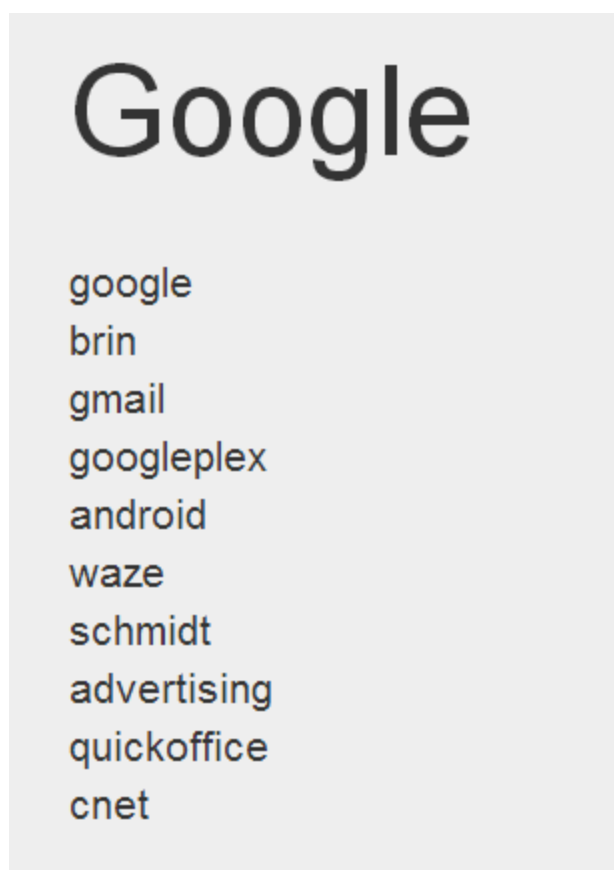 Google
google
brin
gmail
googleplex
android
waze
schmidt
advertising
quickoffice
cnet